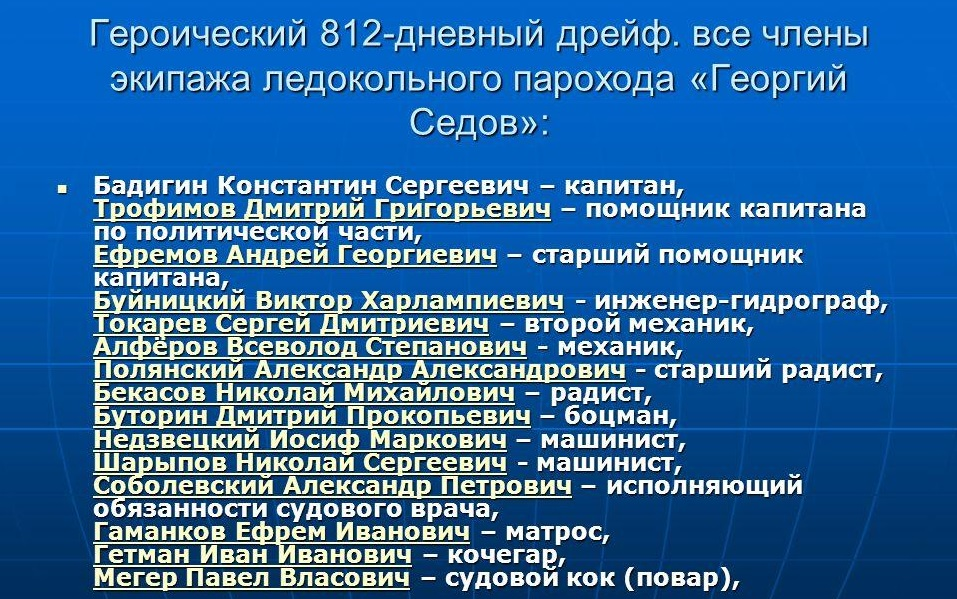 Героический 812-дневный дрейф. все члены
экипажа ледокольного парохода «Георгий
Седов»:
Бадигин Константин Сергеевич – капитан,
Трофимов Дмитрий Григорьевич – помощник капитана
по политической части,
Ефремов Андрей Георгиевич – старший помощник
капитана,
Буйницкий Виктор Харлампиевич - инженер-гидрограф,
Токарев Сергей Дмитриевич – второй механик,
Алфёров Всеволод Степанович - механик,
Полянский Александр Александрович - старший радист,
Бекасов Николай Михайлович – радист,
Буторин Дмитрий Прокопьевич – боцман,
Недзвецкий Иосиф Маркович – машинист,
Шарыпов Николай Сергеевич - машинист,
Соболевский Александр Петрович – исполняющий
обязанности судового врача,
Гаманков Ефрем Иванович – матрос,
Гетман Иван Иванович – кочегар,
Мегер Павел Власович – судовой кок (повар),